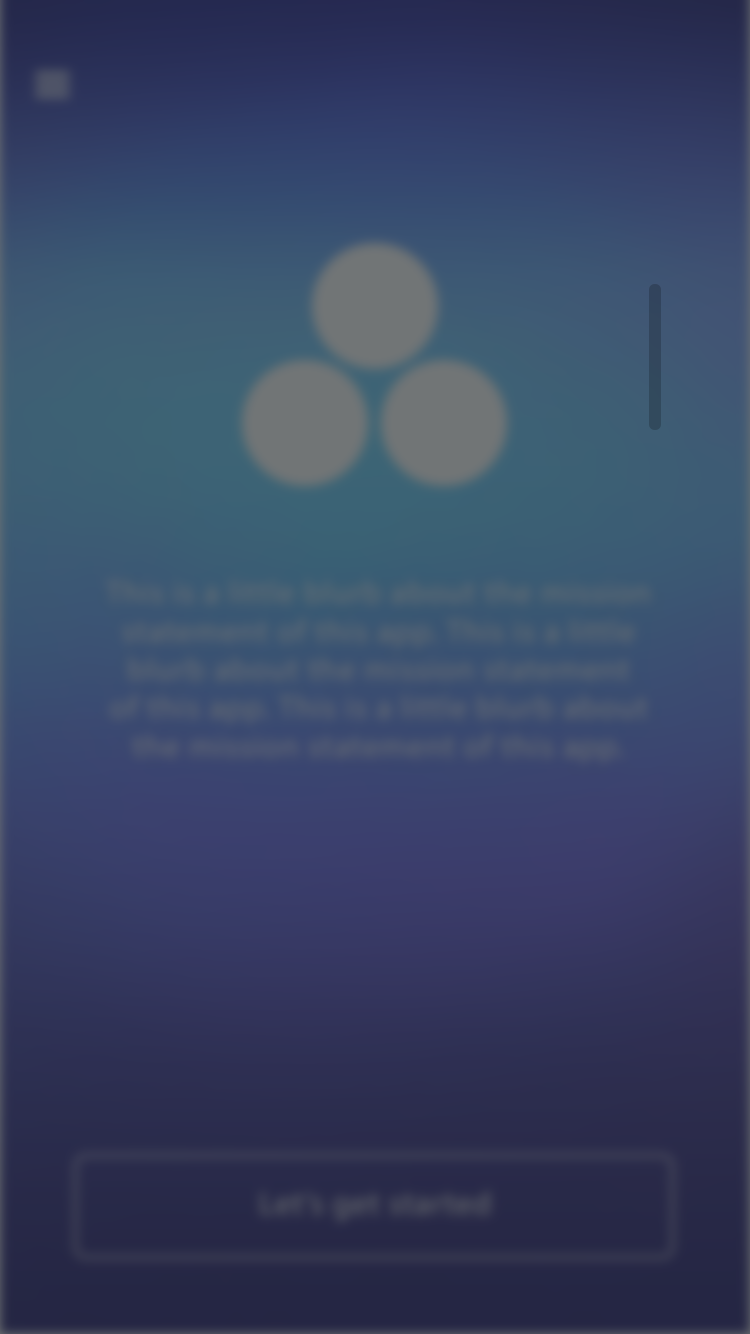 This is a little blurb about the mission
statement of this app. This is a little
blurb about the mission statement
of this app. This is a little blurb about
the mission statement of this app.
Let's get started